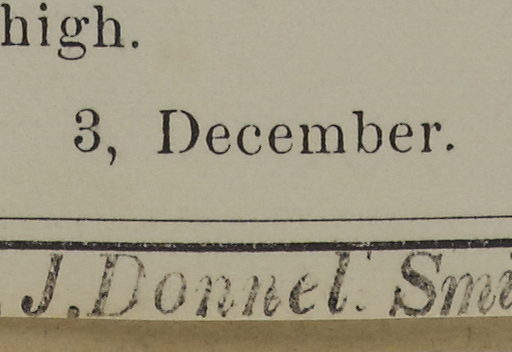 high.
3, December.
J. Donnel. Smi